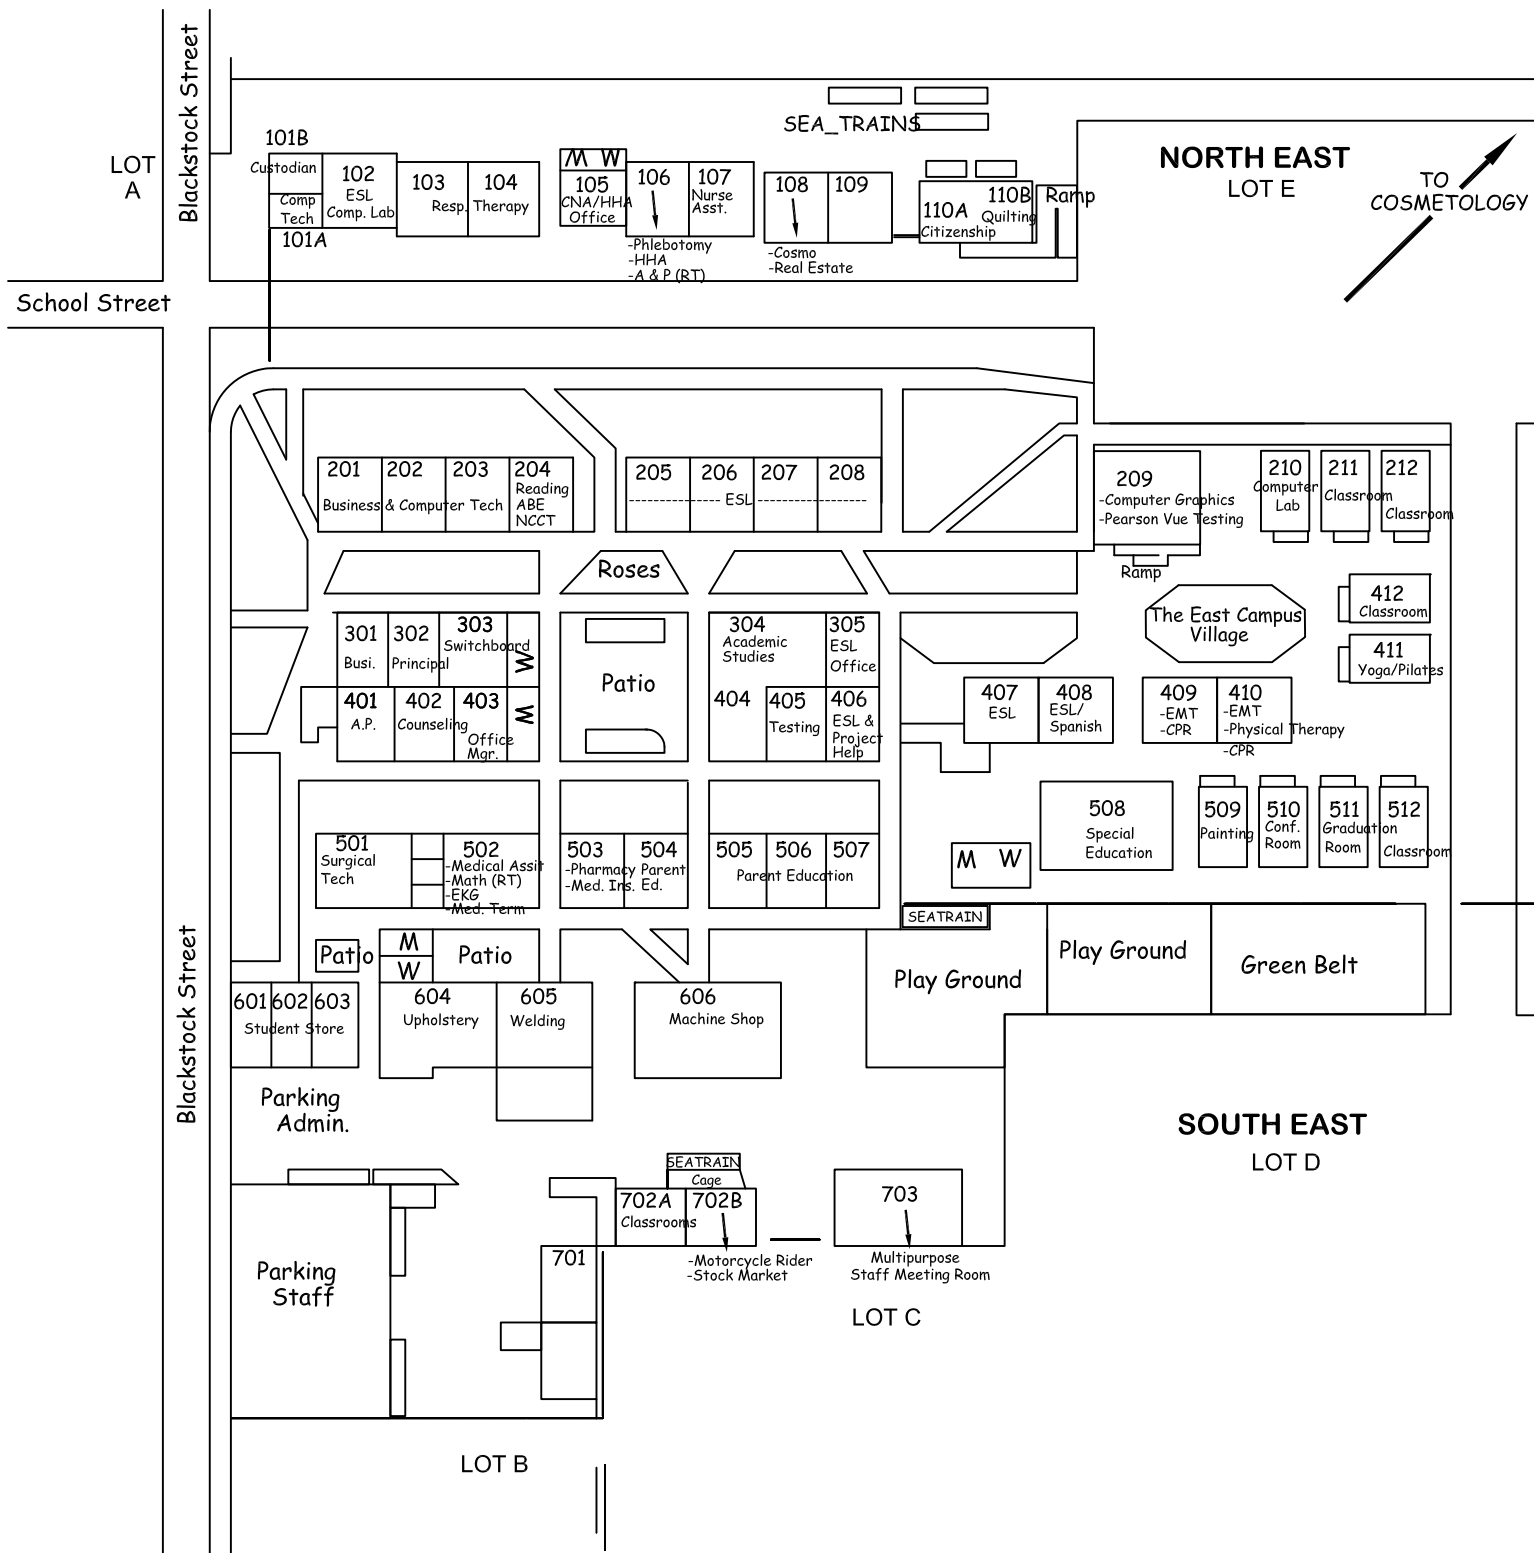 Blackstock Street
LOT
A
School Street
SEA_TRAINS
NORTH EAST
LOT E
TO
COSMETOLOGY
101B
Custodian
Comp
Tech
101A
102
ESL
Comp. Lab
103
104
Resp. Therapy
M W
105
CNA/HHA
Office
106
-Phlebotomy
-HHA
-A & P (RT)
107
Nurse
Asst.
108
-Cosmo
-Real Estate
109
110A
Citizenship
110B
Quilting
Ramp
201
202
203
Business & Computer Tech
204
Reading
ABE
NCCT
205
206
207
208
---------------- ESL -------------------
209
-Computer Graphics
-Pearson Vue Testing
Ramp
210
Computer
Lab
211
Classroom
212
Classroom
Roses
The East Campus
Village
412
Classroom
411
Yoga/Pilates
301
Busi.
302
Principal
303
Switchboard
W
401
A.P.
402
Counseling
403
Office
Mgr.
W
Patio
304
Academic
Studies
305
ESL
Office
404
405
Testing
406
ESL &
Project
Help
407
ESL
408
ESL/
Spanish
409
-EMT
-CPR
410
-EMT
-Physical Therapy
-CPR
501
Surgical
Tech
502
-Medical Assit
-Math (RT)
-EKG
-Med. Term
503
-Pharmacy
-Med. Ins.
504
Parent
Ed.
505
506
507
Parent Education
508
Special
Education
M W
509
Painting
510
Conf.
Room
511
Graduation
Room
512
Classroom
SEATRAIN
Play Ground
Play Ground
Green Belt
Patio
M
W
Patio
601
602
603
Student Store
604
Upholstery
605
Welding
606
Machine Shop
Blackstock Street
Parking
Admin.
SOUTH EAST
LOT D
SEATRAIN
Cage
702A
Classrooms
702B
-Motorcycle Rider
-Stock Market
703
Multipurpose
Staff Meeting Room
701
Parking
Staff
LOT C
LOT B